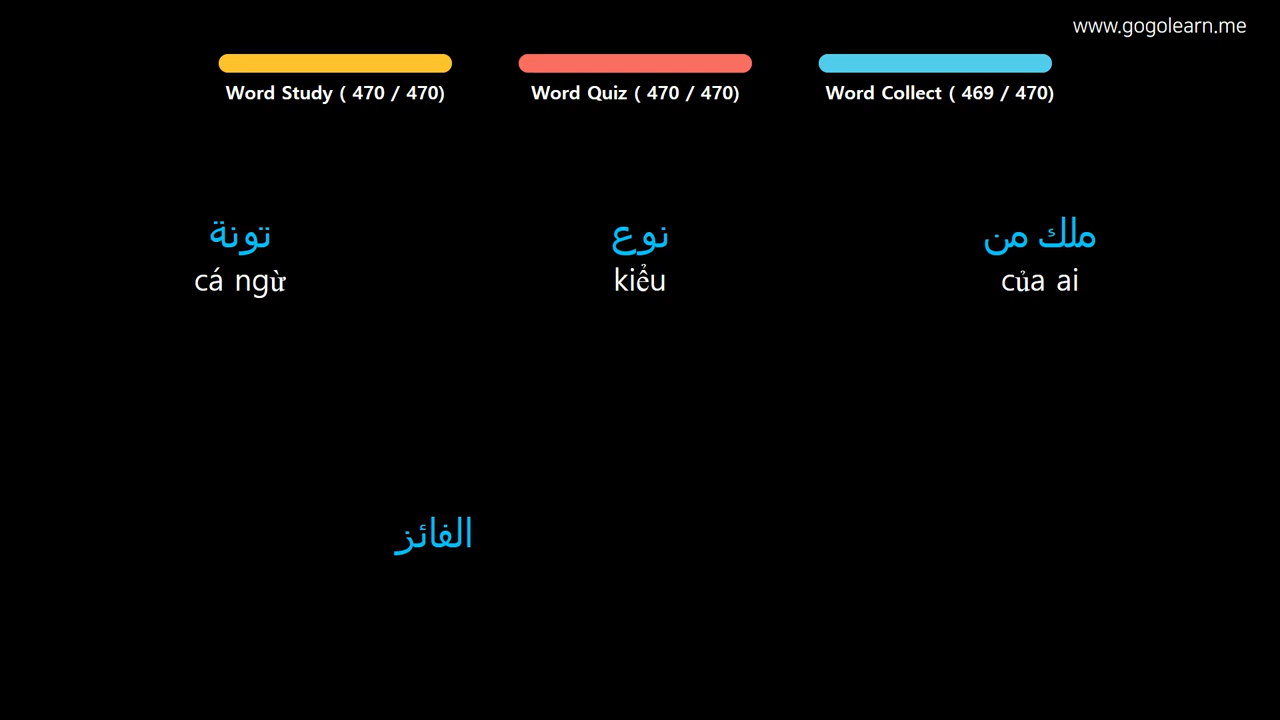 www.gogolearn.me
Word Study ( 470 / 470)
Word Quiz ( 470 / 470)
Word Collect ( 469 / 470)
تونة
cá ngừ
نوع
kiểu
ملك من
của ai
الفائز